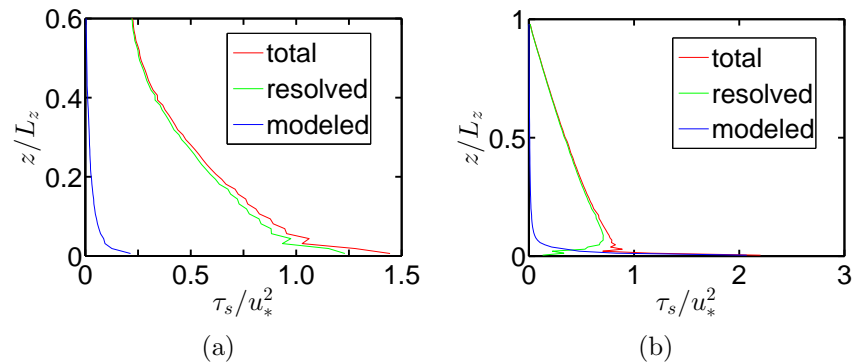 0.6
0.4
0.2
0
z/L_z
total
resolved
modeled
0 0.5 1.0 1.5
τ_s/u_*^2
(a)
1
0.5
0
z/L_z
total
resolved
modeled
0 1 2 3
τ_s/u_*^2
(b)